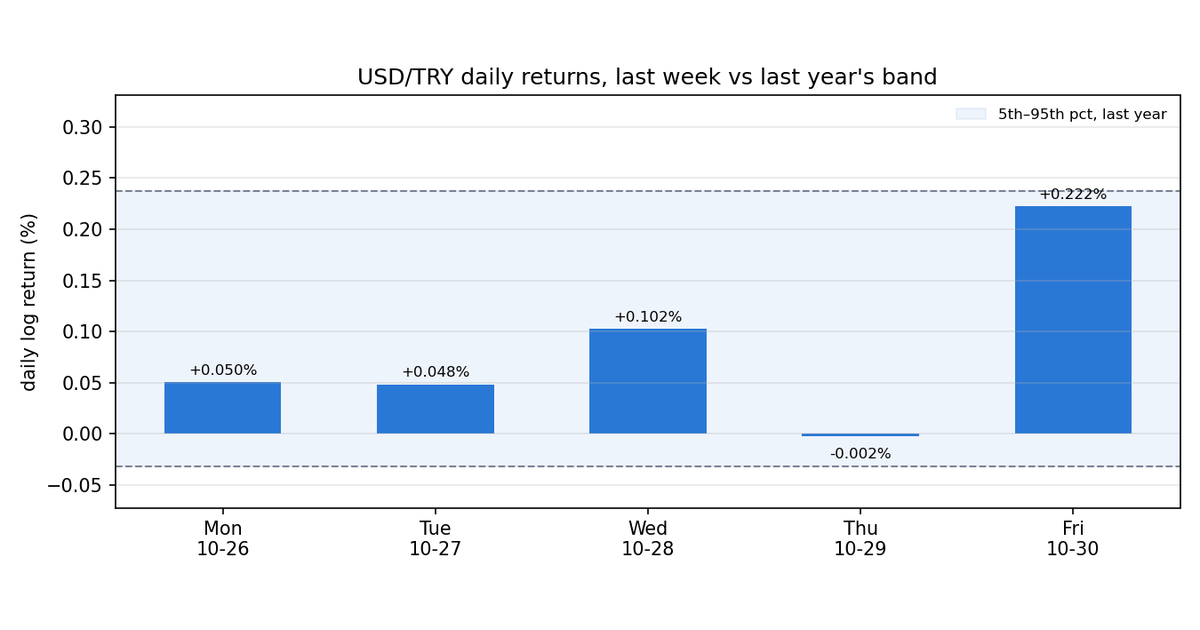 USD/TRY daily returns, last week vs last year's band
5th–95th pct, last year
daily log return (%)
0.30
0.25
0.20
0.15
0.10
0.05
0.00
−0.05
+0.050%
+0.048%
+0.102%
-0.002%
+0.222%
Mon
10-26
Tue
10-27
Wed
10-28
Thu
10-29
Fri
10-30